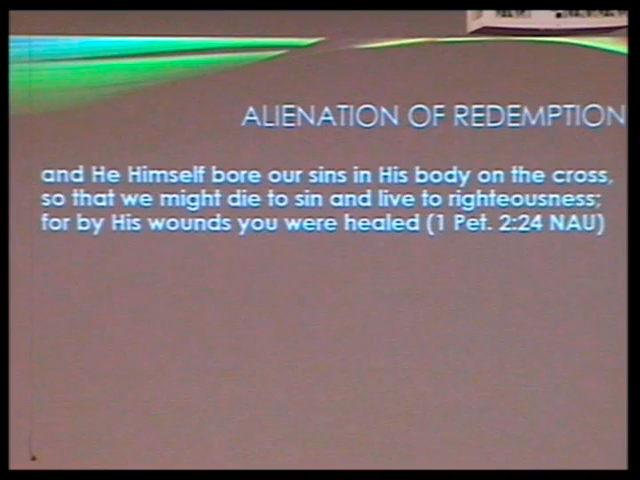 ALIENATION OF REDEMPTION
and He Himself bore our sins in His body on the cross,
so that we might die to sin and live to righteousness;
for by His wounds you were healed (1 Pet. 2:24 NAU)